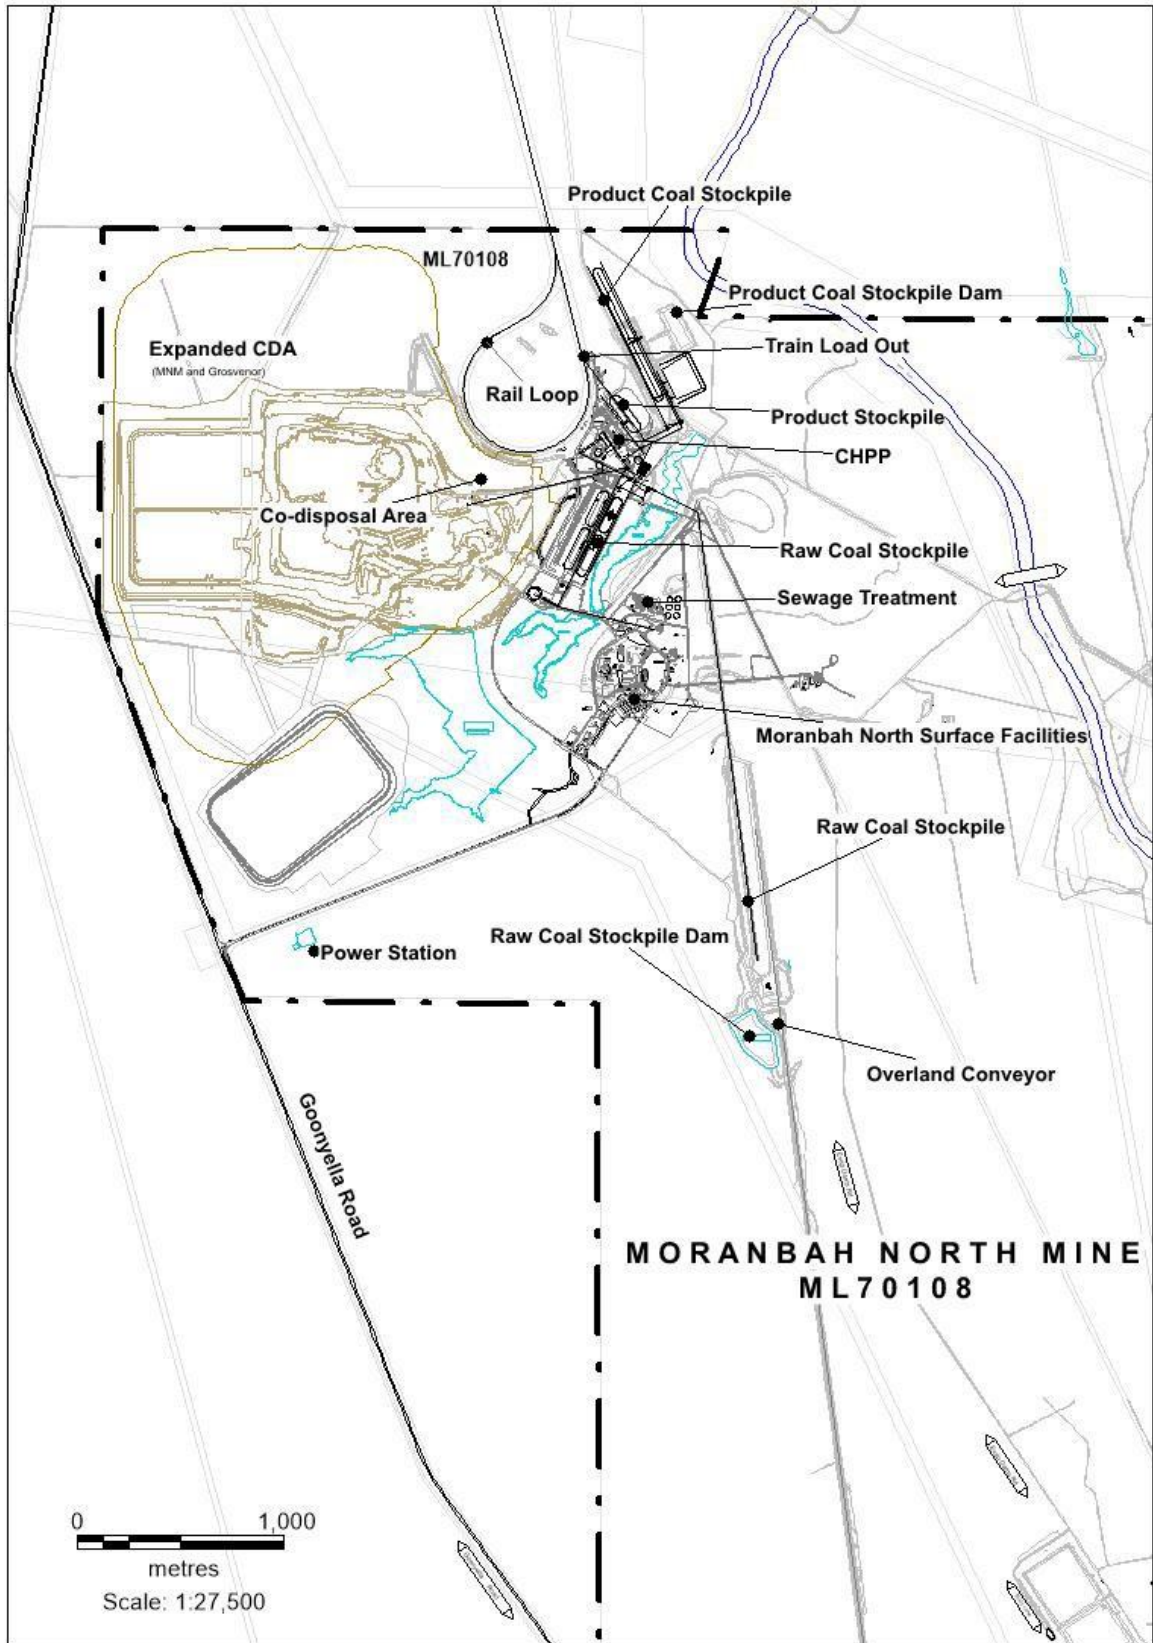 Product Coal Stockpile
ML70108
Product Coal Stockpile Dam
Expanded CDA
(MNM and Grosvenor)
Train Load Out
Rail Loop
Product Stockpile
CHPP
Co-disposal Area
Raw Coal Stockpile
Sewage Treatment
Moranbah North Surface Facilities
Raw Coal Stockpile
Raw Coal Stockpile Dam
Power Station
Overland Conveyor
Goonyella Road
MORANBAH NORTH MINE
ML70108
0 1,000
metres
Scale: 1:27,500